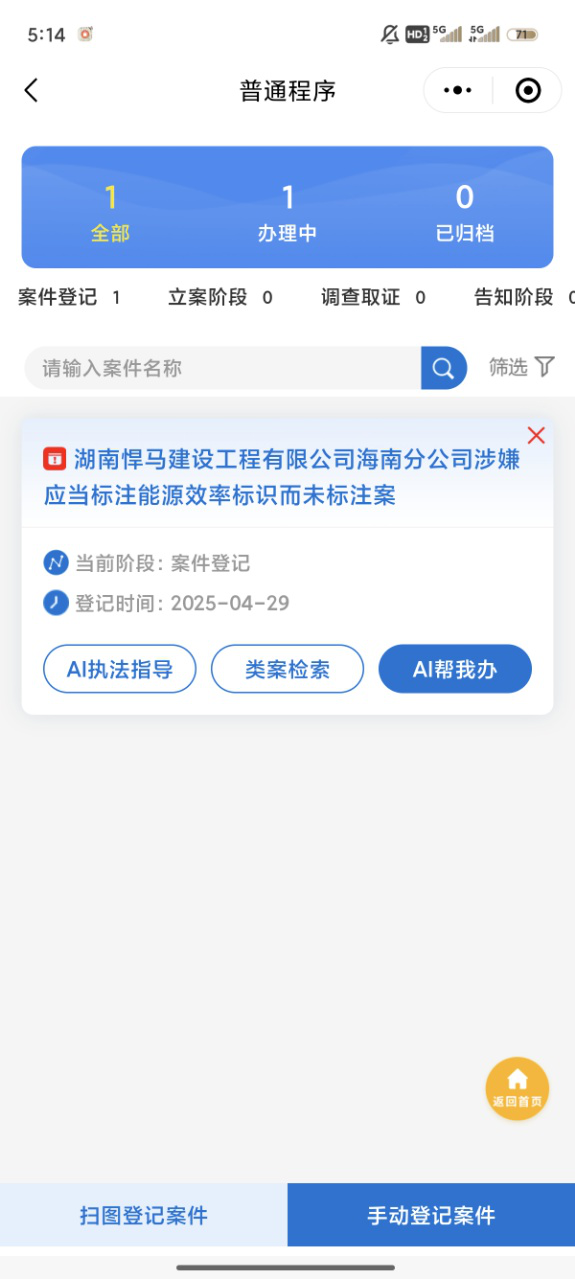 5:14 HD 1 2 5G 5G 71
普通程序
1 1 0
全部 办理中 已归档
案件登记 1 立案阶段 0 调查取证 0 告知阶段 0
请输入案件名称 筛选
湖南悍马建设工程有限公司海南分公司涉嫌
应当标注能源效率标识而未标注案
当前阶段：案件登记
登记时间：2025-04-29
AI执法指导 类案检索 AI帮我办
返回首页
扫图登记案件 手动登记案件